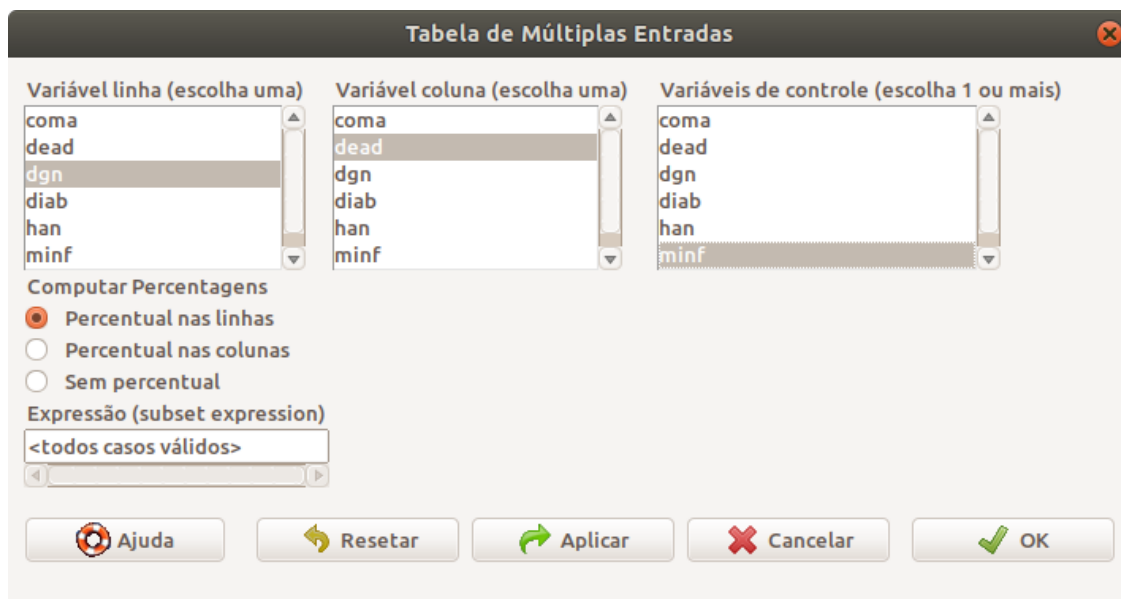 Tabela de Múltiplas Entradas
Variável linha (escolha uma)
coma
dead
dgn
diab
han
minf
Variável coluna (escolha uma)
coma
dead
dgn
diab
han
minf
Variáveis de controle (escolha 1 ou mais)
coma
dead
dgn
diab
han
minf
Computar Percentagens
Percentual nas linhas
Percentual nas colunas
Sem percentual
Expressão (subset expression)
<todos casos válidos>
Ajuda
Resetar
Aplicar
Cancelar
OK